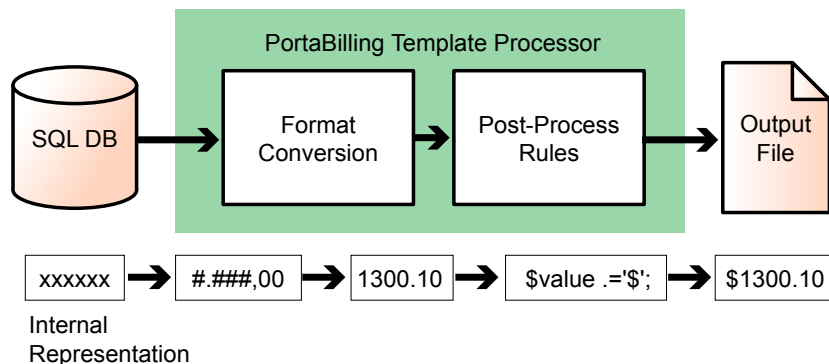 PortaBilling Template Processor
SQL DB
Format
Conversion
Post-Process
Rules
Output
File
xxxxxx
#.###,00
1300.10
$value .='$';
$1300.10
Internal
Representation